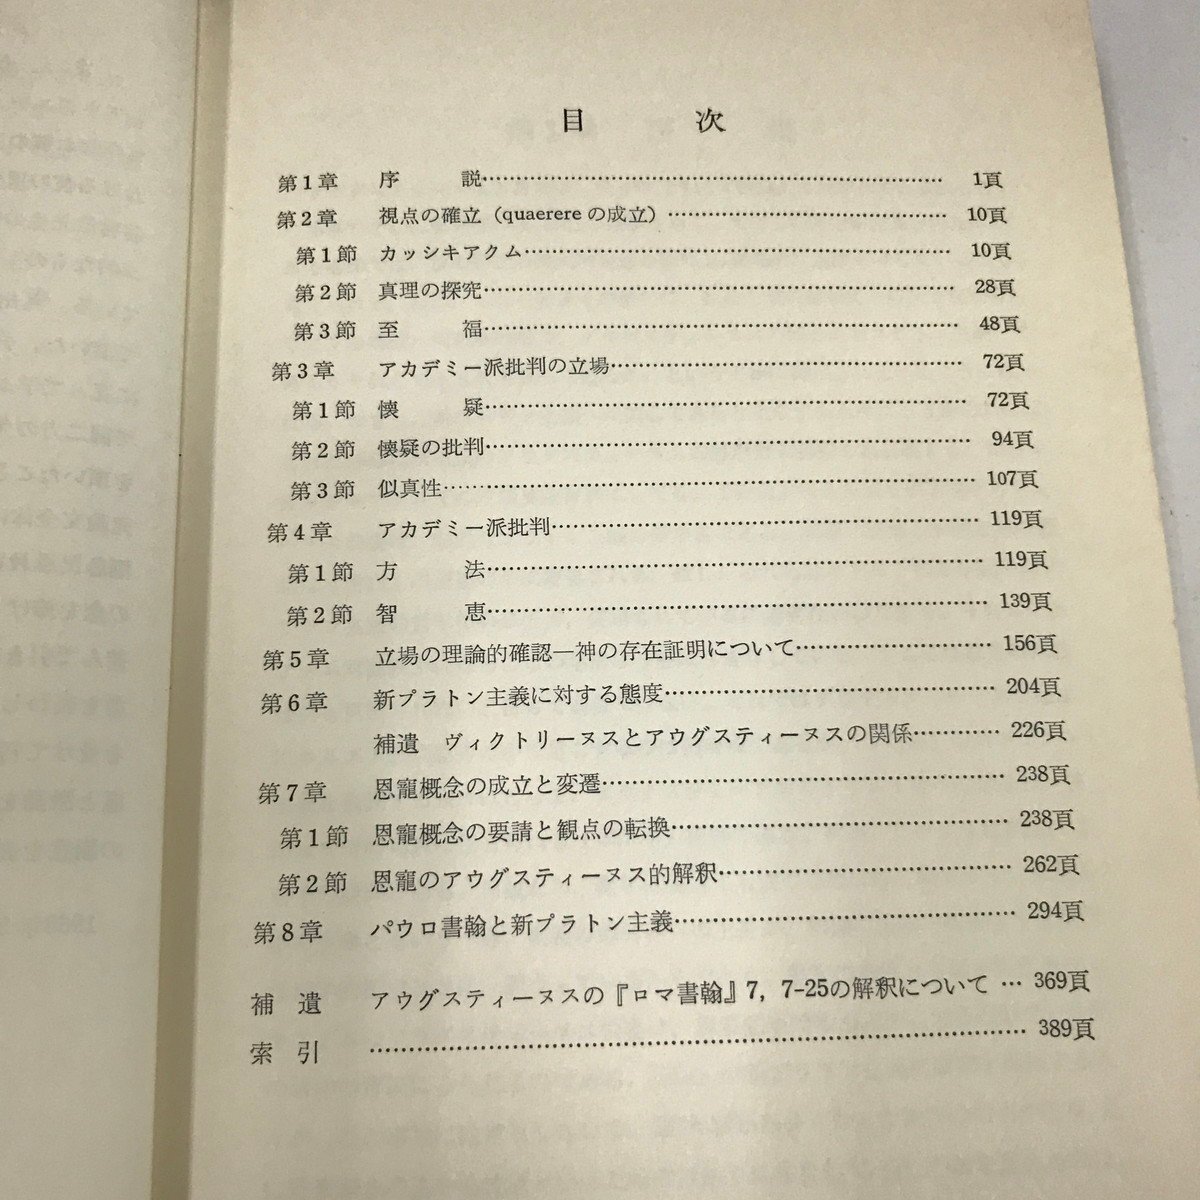 目　次
第1章　序　説…………1頁
第2章　視点の確立（quaerereの成立）…………10頁
第1節　カッシキアクム…………10頁
第2節　真理の探究…………28頁
第3節　至　福…………48頁
第3章　アカデミー派批判の立場…………72頁
第1節　懐　疑…………72頁
第2節　懐疑の批判…………94頁
第3節　似真性…………107頁
第4章　アカデミー派批判…………119頁
第1節　方　法…………119頁
第2節　智　恵…………139頁
第5章　立場の理論的確認―神の存在証明について…………156頁
第6章　新プラトン主義に対する態度…………204頁
補遺　ヴィクトリーヌスとアウグスティーヌスの関係…………226頁
第7章　恩寵概念の成立と変遷…………238頁
第1節　恩寵概念の要請と観点の転換…………238頁
第2節　恩寵のアウグスティーヌス的解釈…………262頁
第8章　パウロ書翰と新プラトン主義…………294頁
補　遺　アウグスティーヌスの『ロマ書翰』7，7-25の解釈について…369頁
索　引　…………389頁